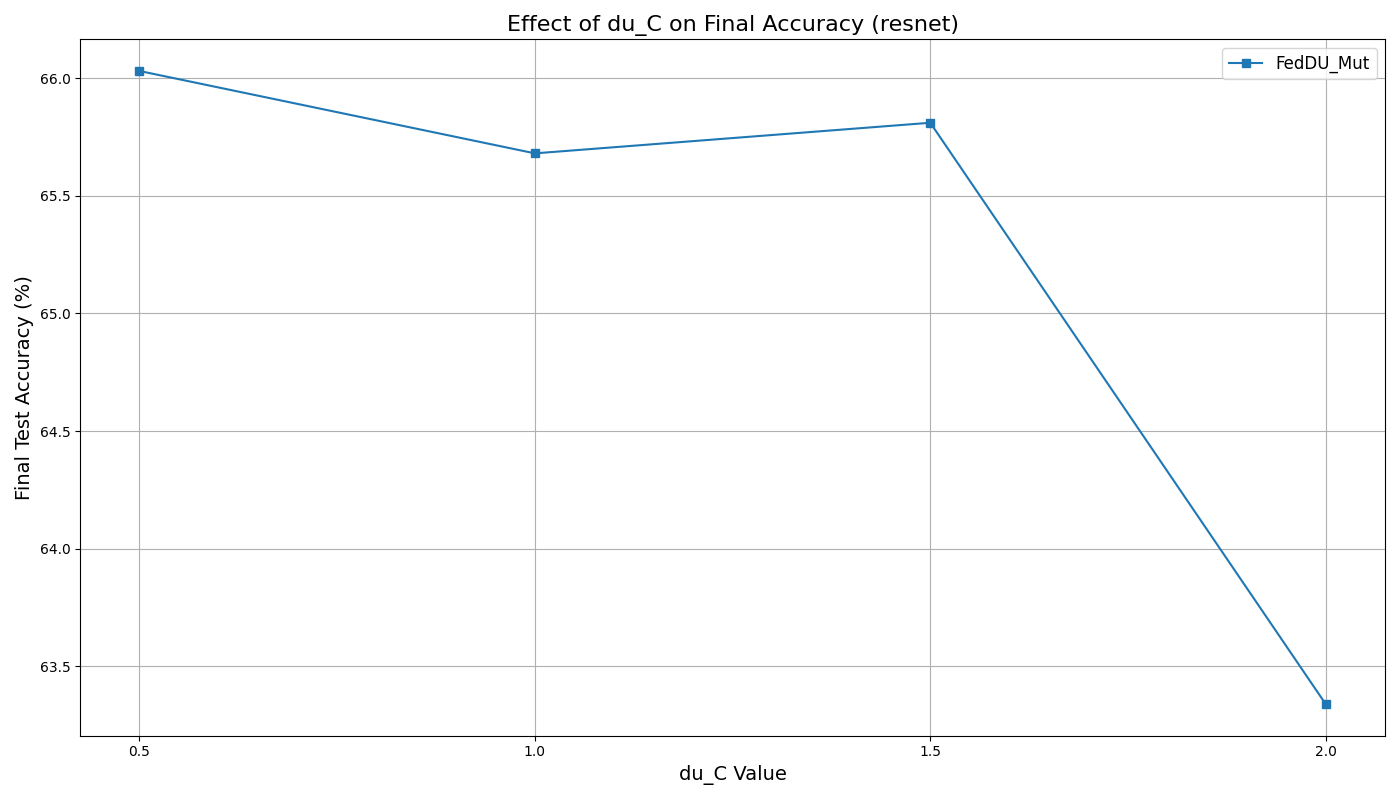 Effect of du_C on Final Accuracy (resnet)
FedDU_Mut
Final Test Accuracy (%)
66.0
65.5
65.0
64.5
64.0
63.5
0.5 1.0 1.5 2.0
du_C Value